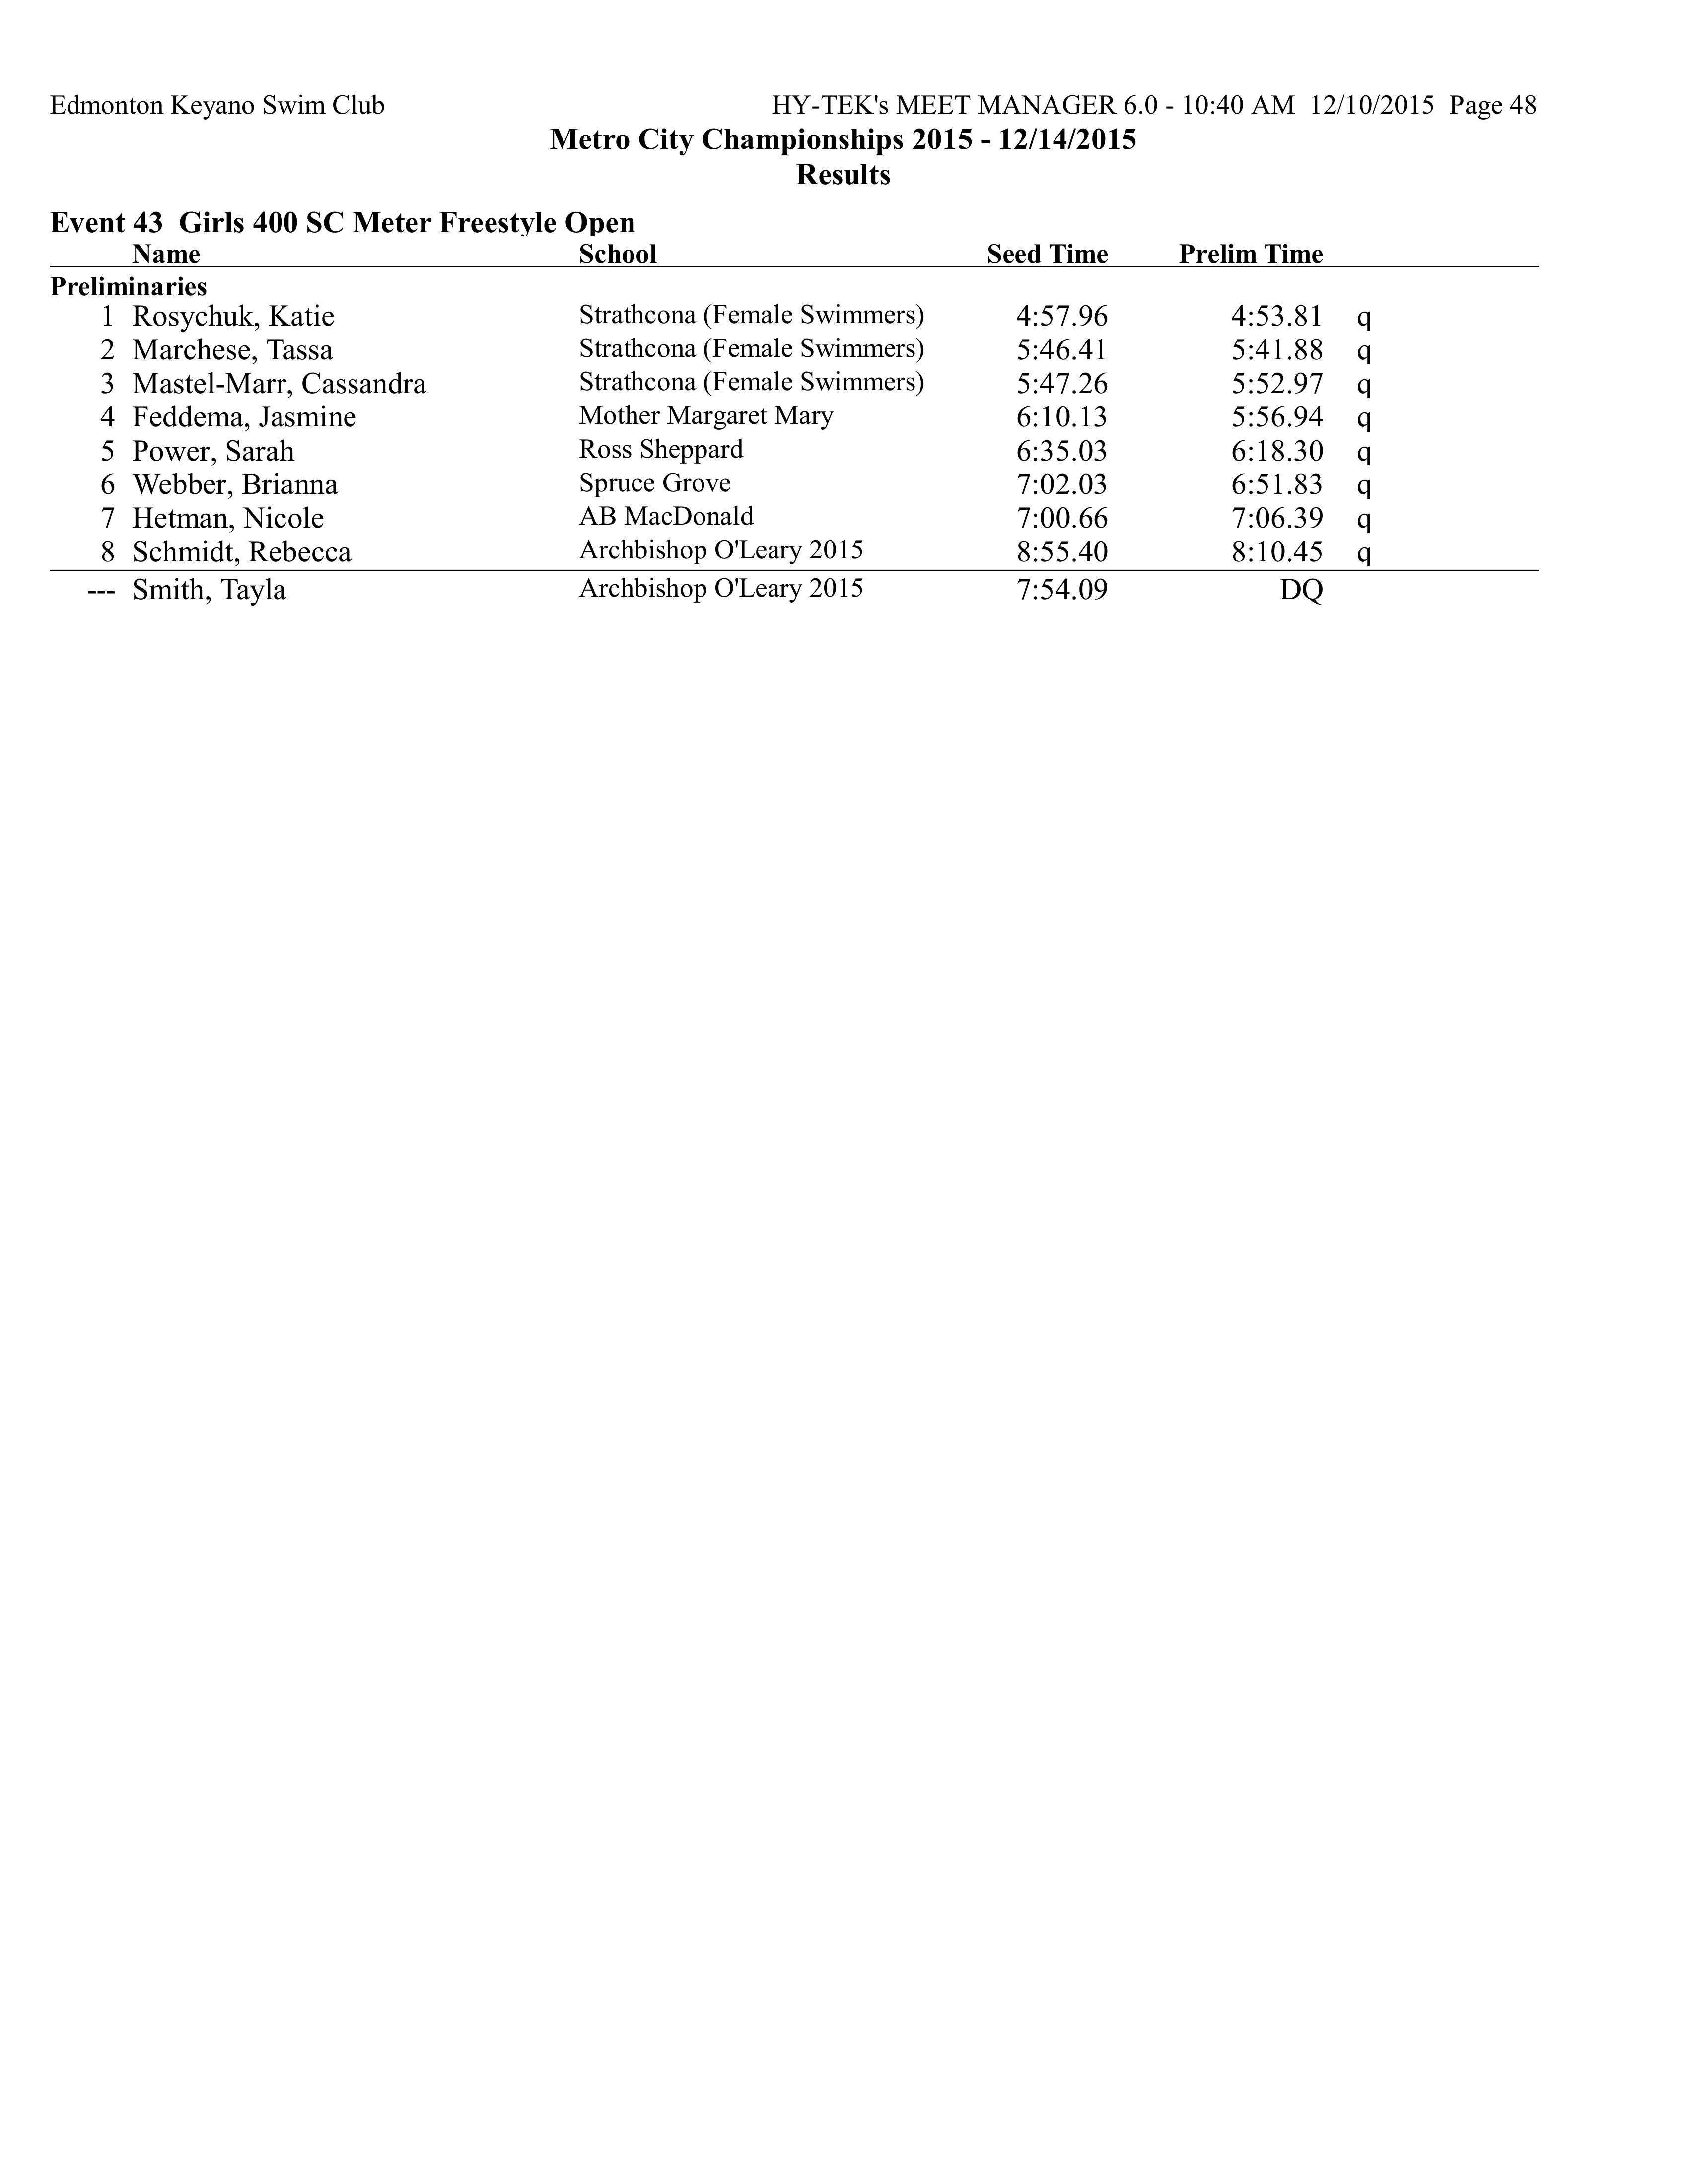 Edmonton Keyano Swim Club HY-TEK's MEET MANAGER 6.0 - 10:40 AM 12/10/2015 Page 48
Metro City Championships 2015 - 12/14/2015
Results
Event 43 Girls 400 SC Meter Freestyle Open
Name School Seed Time Prelim Time
Preliminaries
1 Rosychuk, Katie Strathcona (Female Swimmers) 4:57.96 4:53.81 q
2 Marchese, Tassa Strathcona (Female Swimmers) 5:46.41 5:41.88 q
3 Mastel-Marr, Cassandra Strathcona (Female Swimmers) 5:47.26 5:52.97 q
4 Feddema, Jasmine Mother Margaret Mary 6:10.13 5:56.94 q
5 Power, Sarah Ross Sheppard 6:35.03 6:18.30 q
6 Webber, Brianna Spruce Grove 7:02.03 6:51.83 q
7 Hetman, Nicole AB MacDonald 7:00.66 7:06.39 q
8 Schmidt, Rebecca Archbishop O'Leary 2015 8:55.40 8:10.45 q
--- Smith, Tayla Archbishop O'Leary 2015 7:54.09 DQ